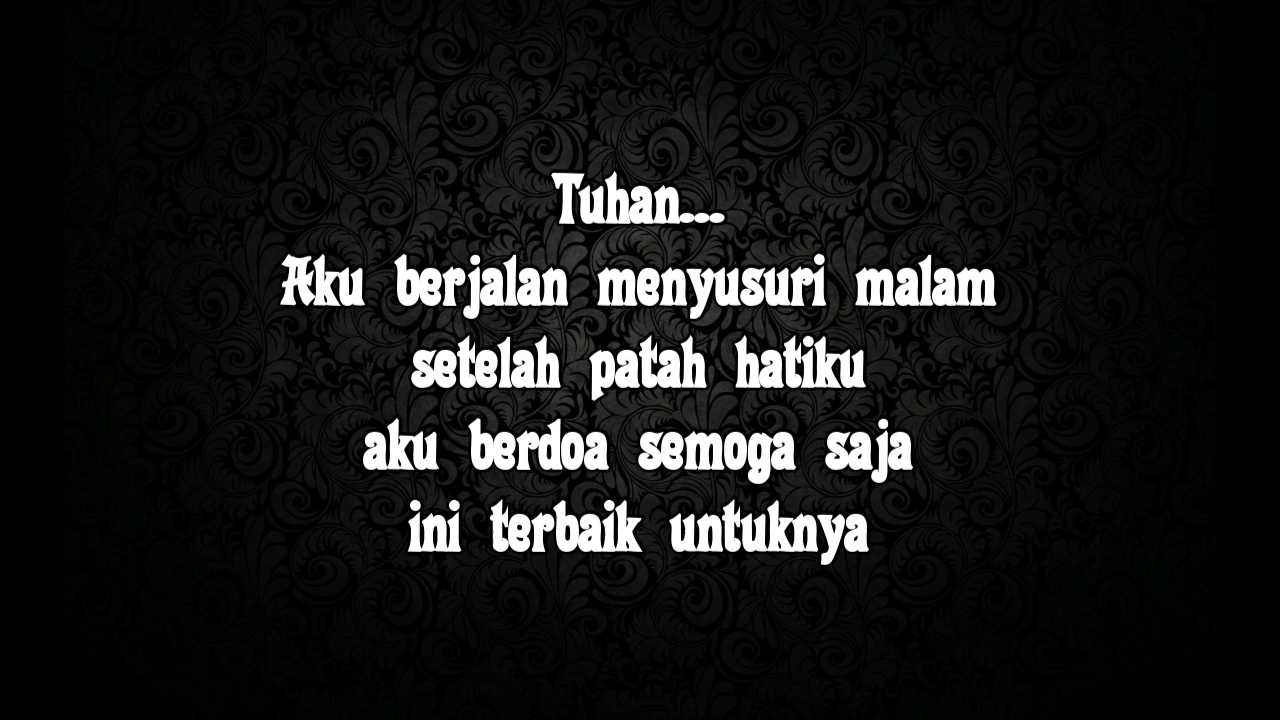 Tuhan...
Aku berjalan menyusuri malam
setelah patah hatiku
aku berdoa semoga saja
ini terbaik untuknya